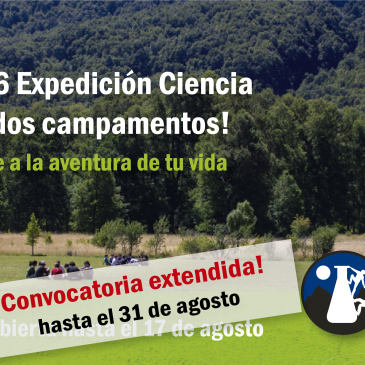 6 Expedición Ciencia
dos campamentos!
e a la aventura de tu vida
Convocatoria extendida!
hasta el 31 de agosto
bierta hasta el 17 de agosto